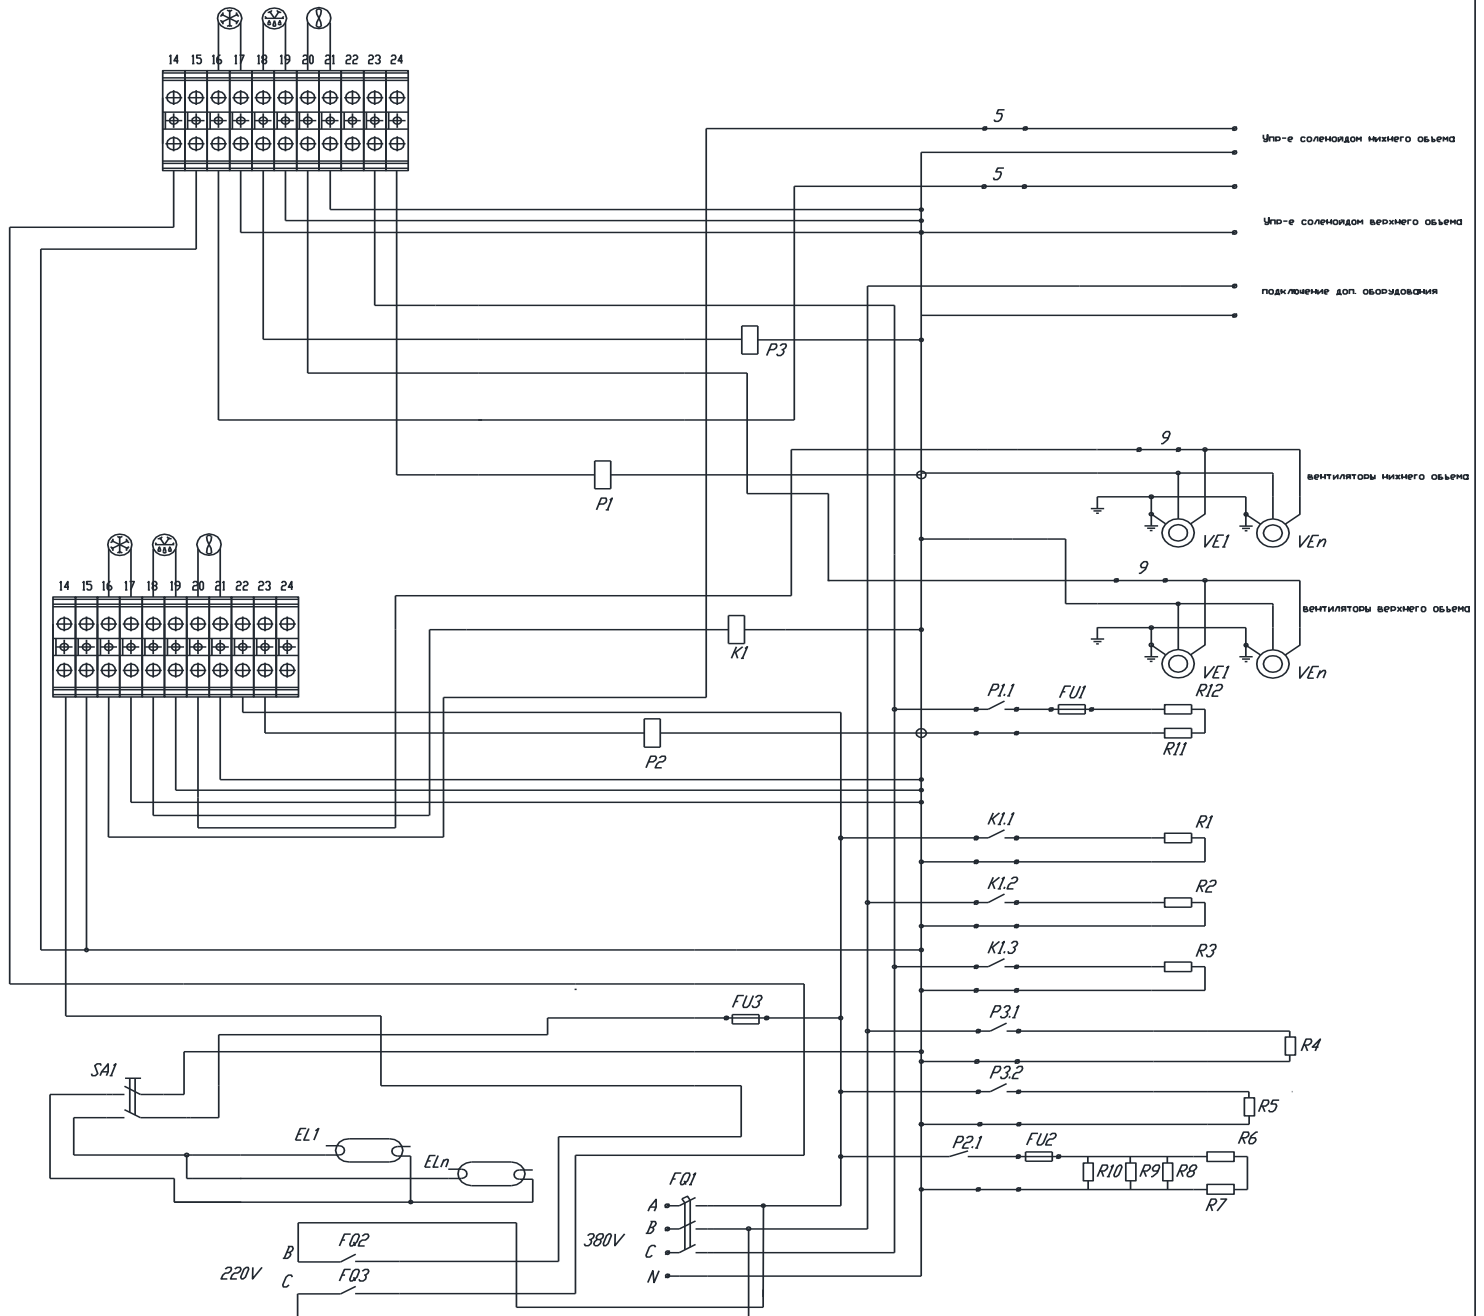 14 15 16 17 18 19 20 21 22 23 24
5
Упр-е соленоидом нижнего объема
5
Упр-е соленоидом верхнего объема
подключение доп. оборудования
P3
9
вентиляторы нижнего объема
P1
VE1
VEn
9
14 15 16 17 18 19 20 21 22 23 24
вентиляторы верхнего объема
K1
VE1
VEn
P1.1
FU1
R12
R11
P2
K1.1
R1
K1.2
R2
K1.3
R3
FU3
P3.1
R4
SA1
P3.2
R5
EL1
ELn
P2.1
FU2
R6
R10
R9
R8
R7
FQ1
A
B
380V
C
N
FQ2
B
220V
C
FQ3